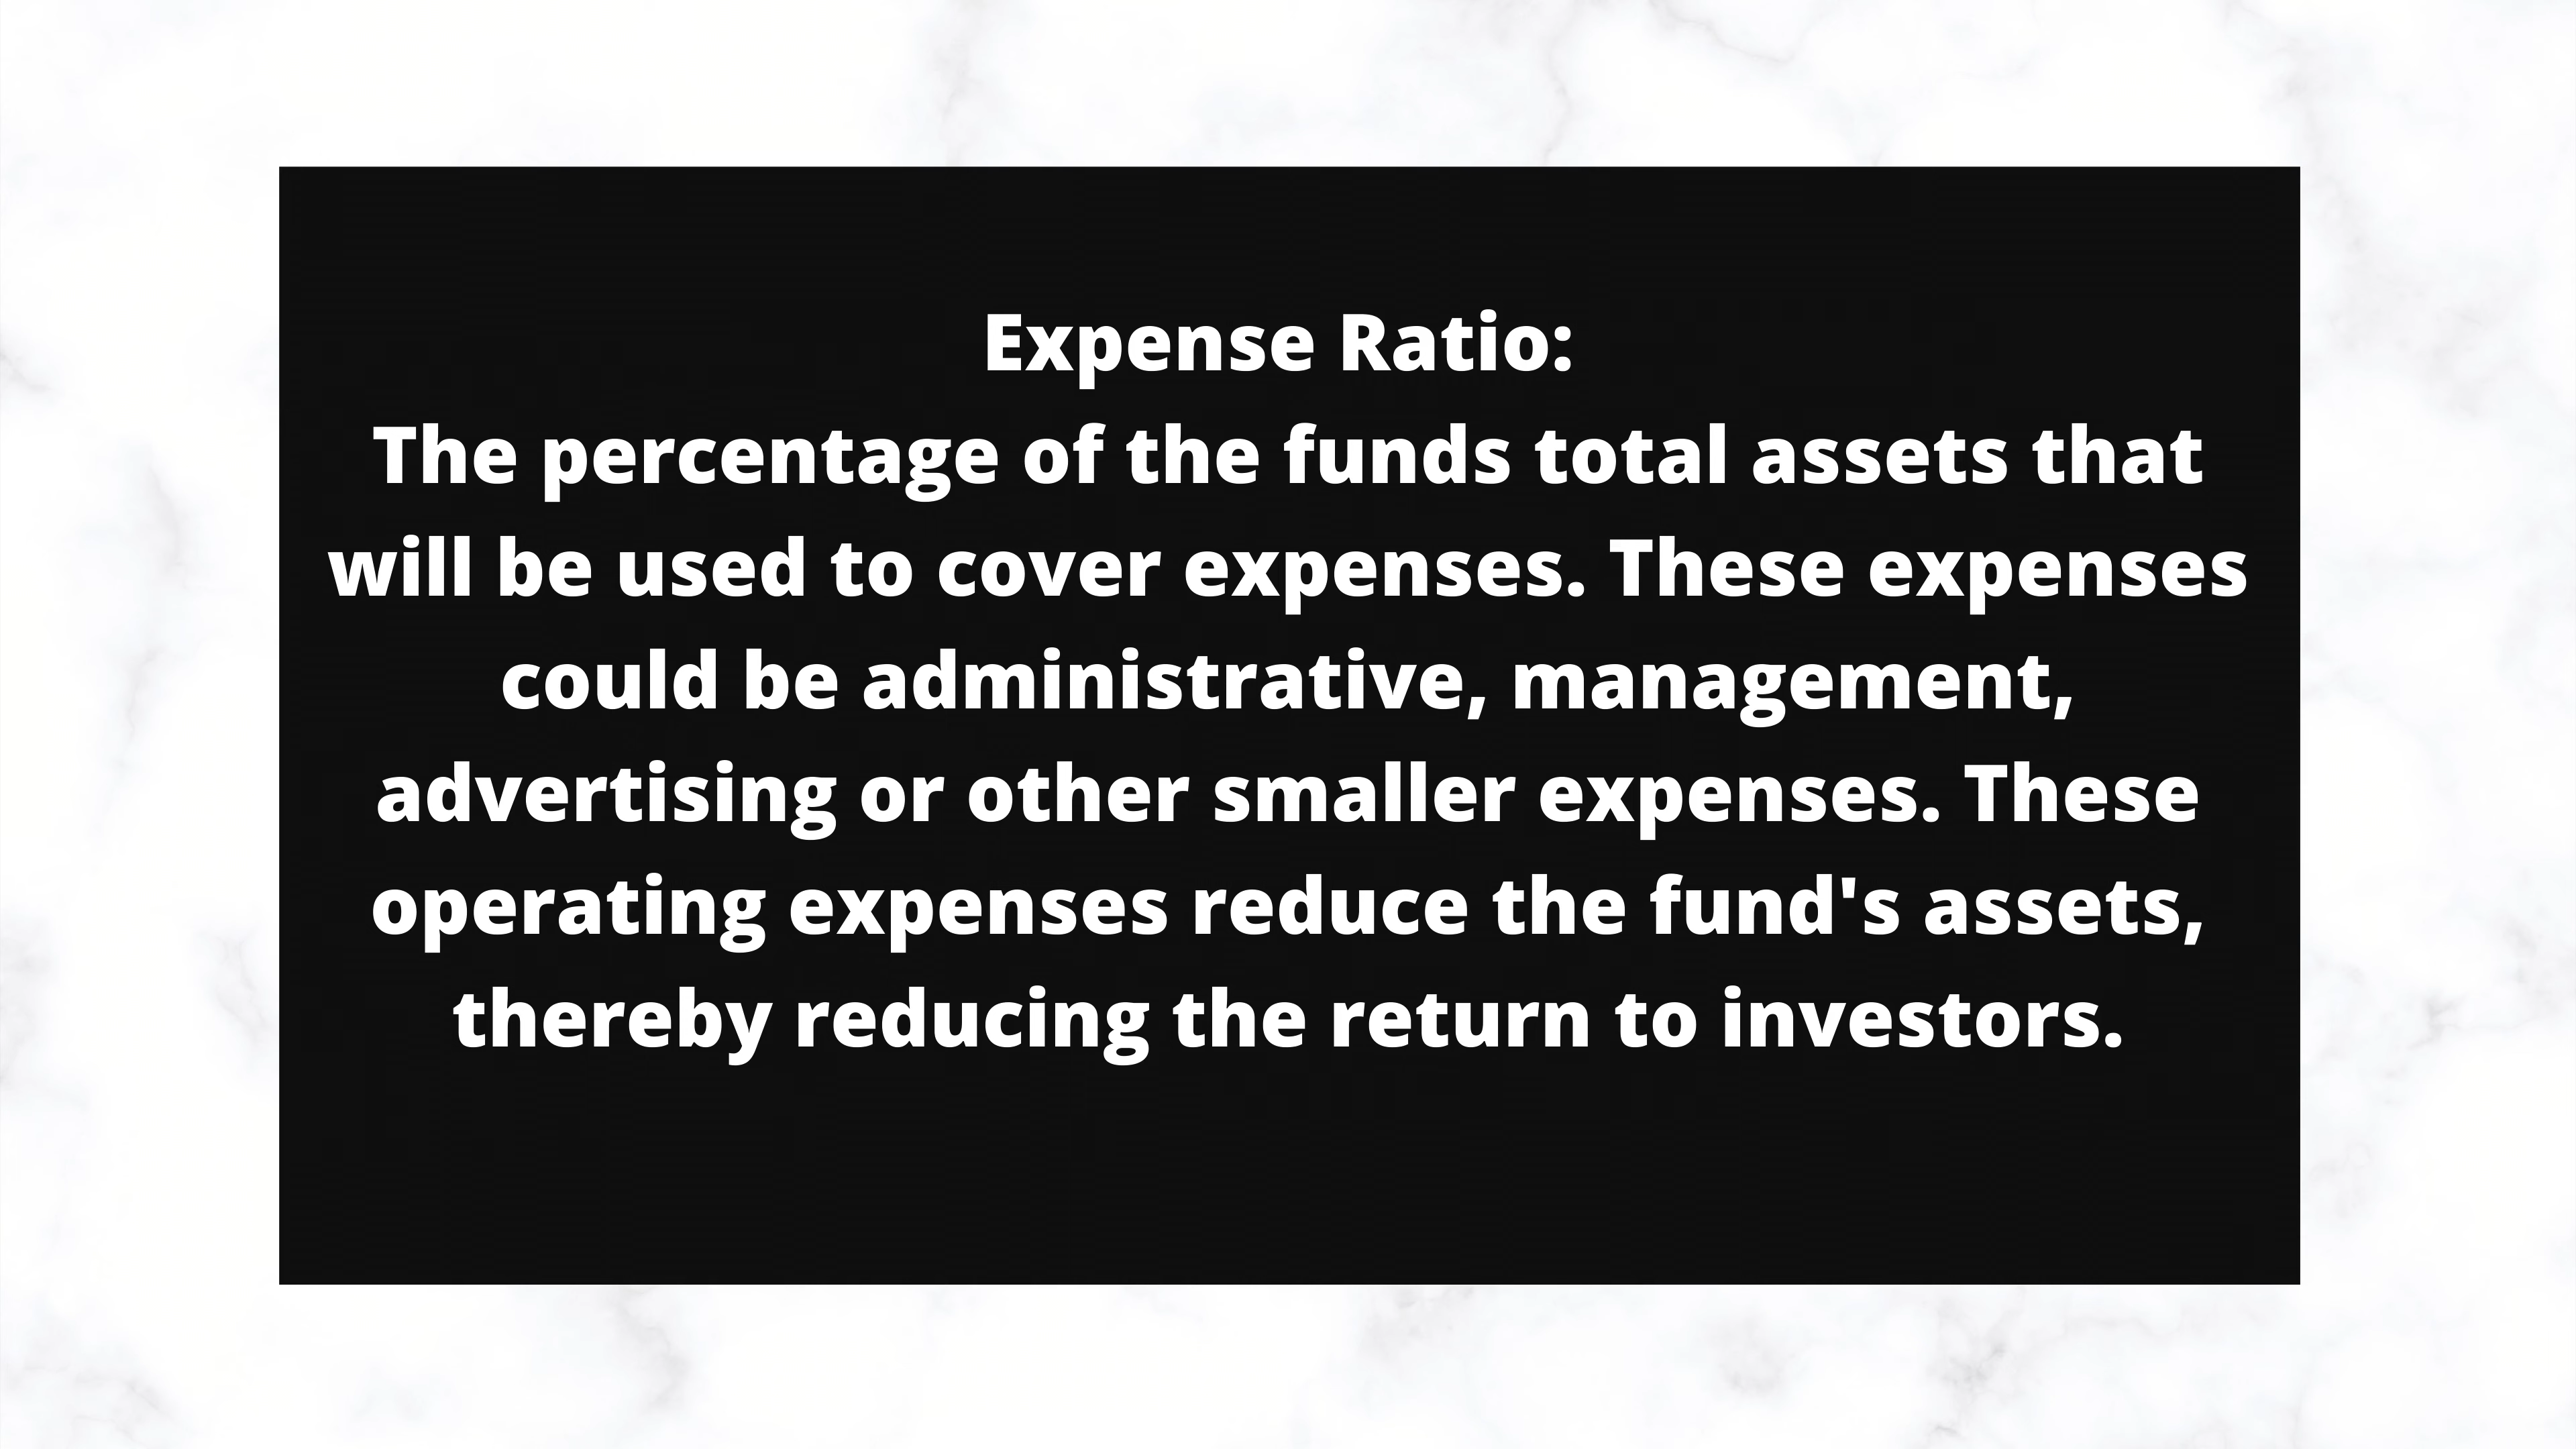 Expense Ratio:
The percentage of the funds total assets that
will be used to cover expenses. These expenses
could be administrative, management,
advertising or other smaller expenses. These
operating expenses reduce the fund's assets,
thereby reducing the return to investors.